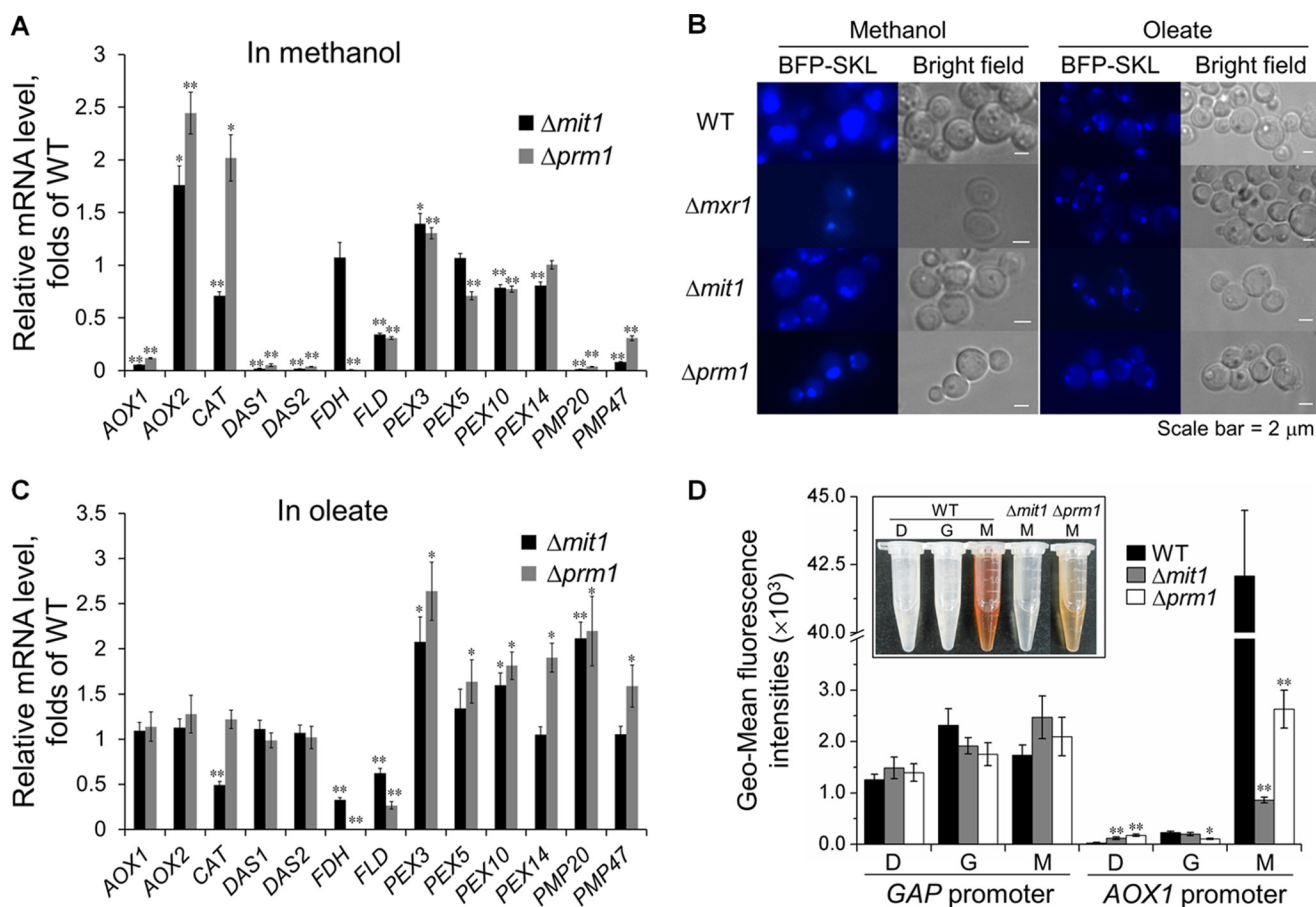 A
In methanol
Relative mRNA level,
folds of WT
3
2.5
2
1.5
1
0.5
0
Δmit1
Δprm1
* ** ** * ** ** ** ** ** ** ** ** ** * ** ** ** ** ** ** ** ** **
AOX1 AOX2 CAT DAS1 DAS2 FDH FLD PEX3 PEX5 PEX10 PEX14 PMP20 PMP47
B
Methanol Oleate
BFP-SKL Bright field BFP-SKL Bright field
WT
Δmxr1
Δmit1
Δprm1
Scale bar = 2 μm
C
In oleate
Relative mRNA level,
folds of WT
3.5
3
2.5
2
1.5
1
0.5
0
Δmit1
Δprm1
** ** ** ** ** * * * * * * ** * *
AOX1 AOX2 CAT DAS1 DAS2 FDH FLD PEX3 PEX5 PEX10 PEX14 PMP20 PMP47
D
Geo-Mean fluorescence
intensities (×10³)
45.0
42.5
40.0
3.0
2.0
1.0
0.0
WT Δmit1 Δprm1
D G M M M
WT
Δmit1
Δprm1
** ** * ** **
D G M D G M
GAP promoter AOX1 promoter